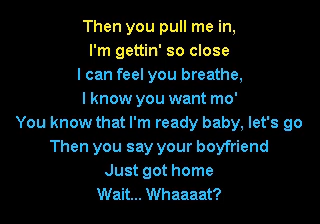 Then you pull me in,
I'm gettin' so close
I can feel you breathe,
I know you want mo'
You know that I'm ready baby, let's go
Then you say your boyfriend
Just got home
Wait... Whaaaat?